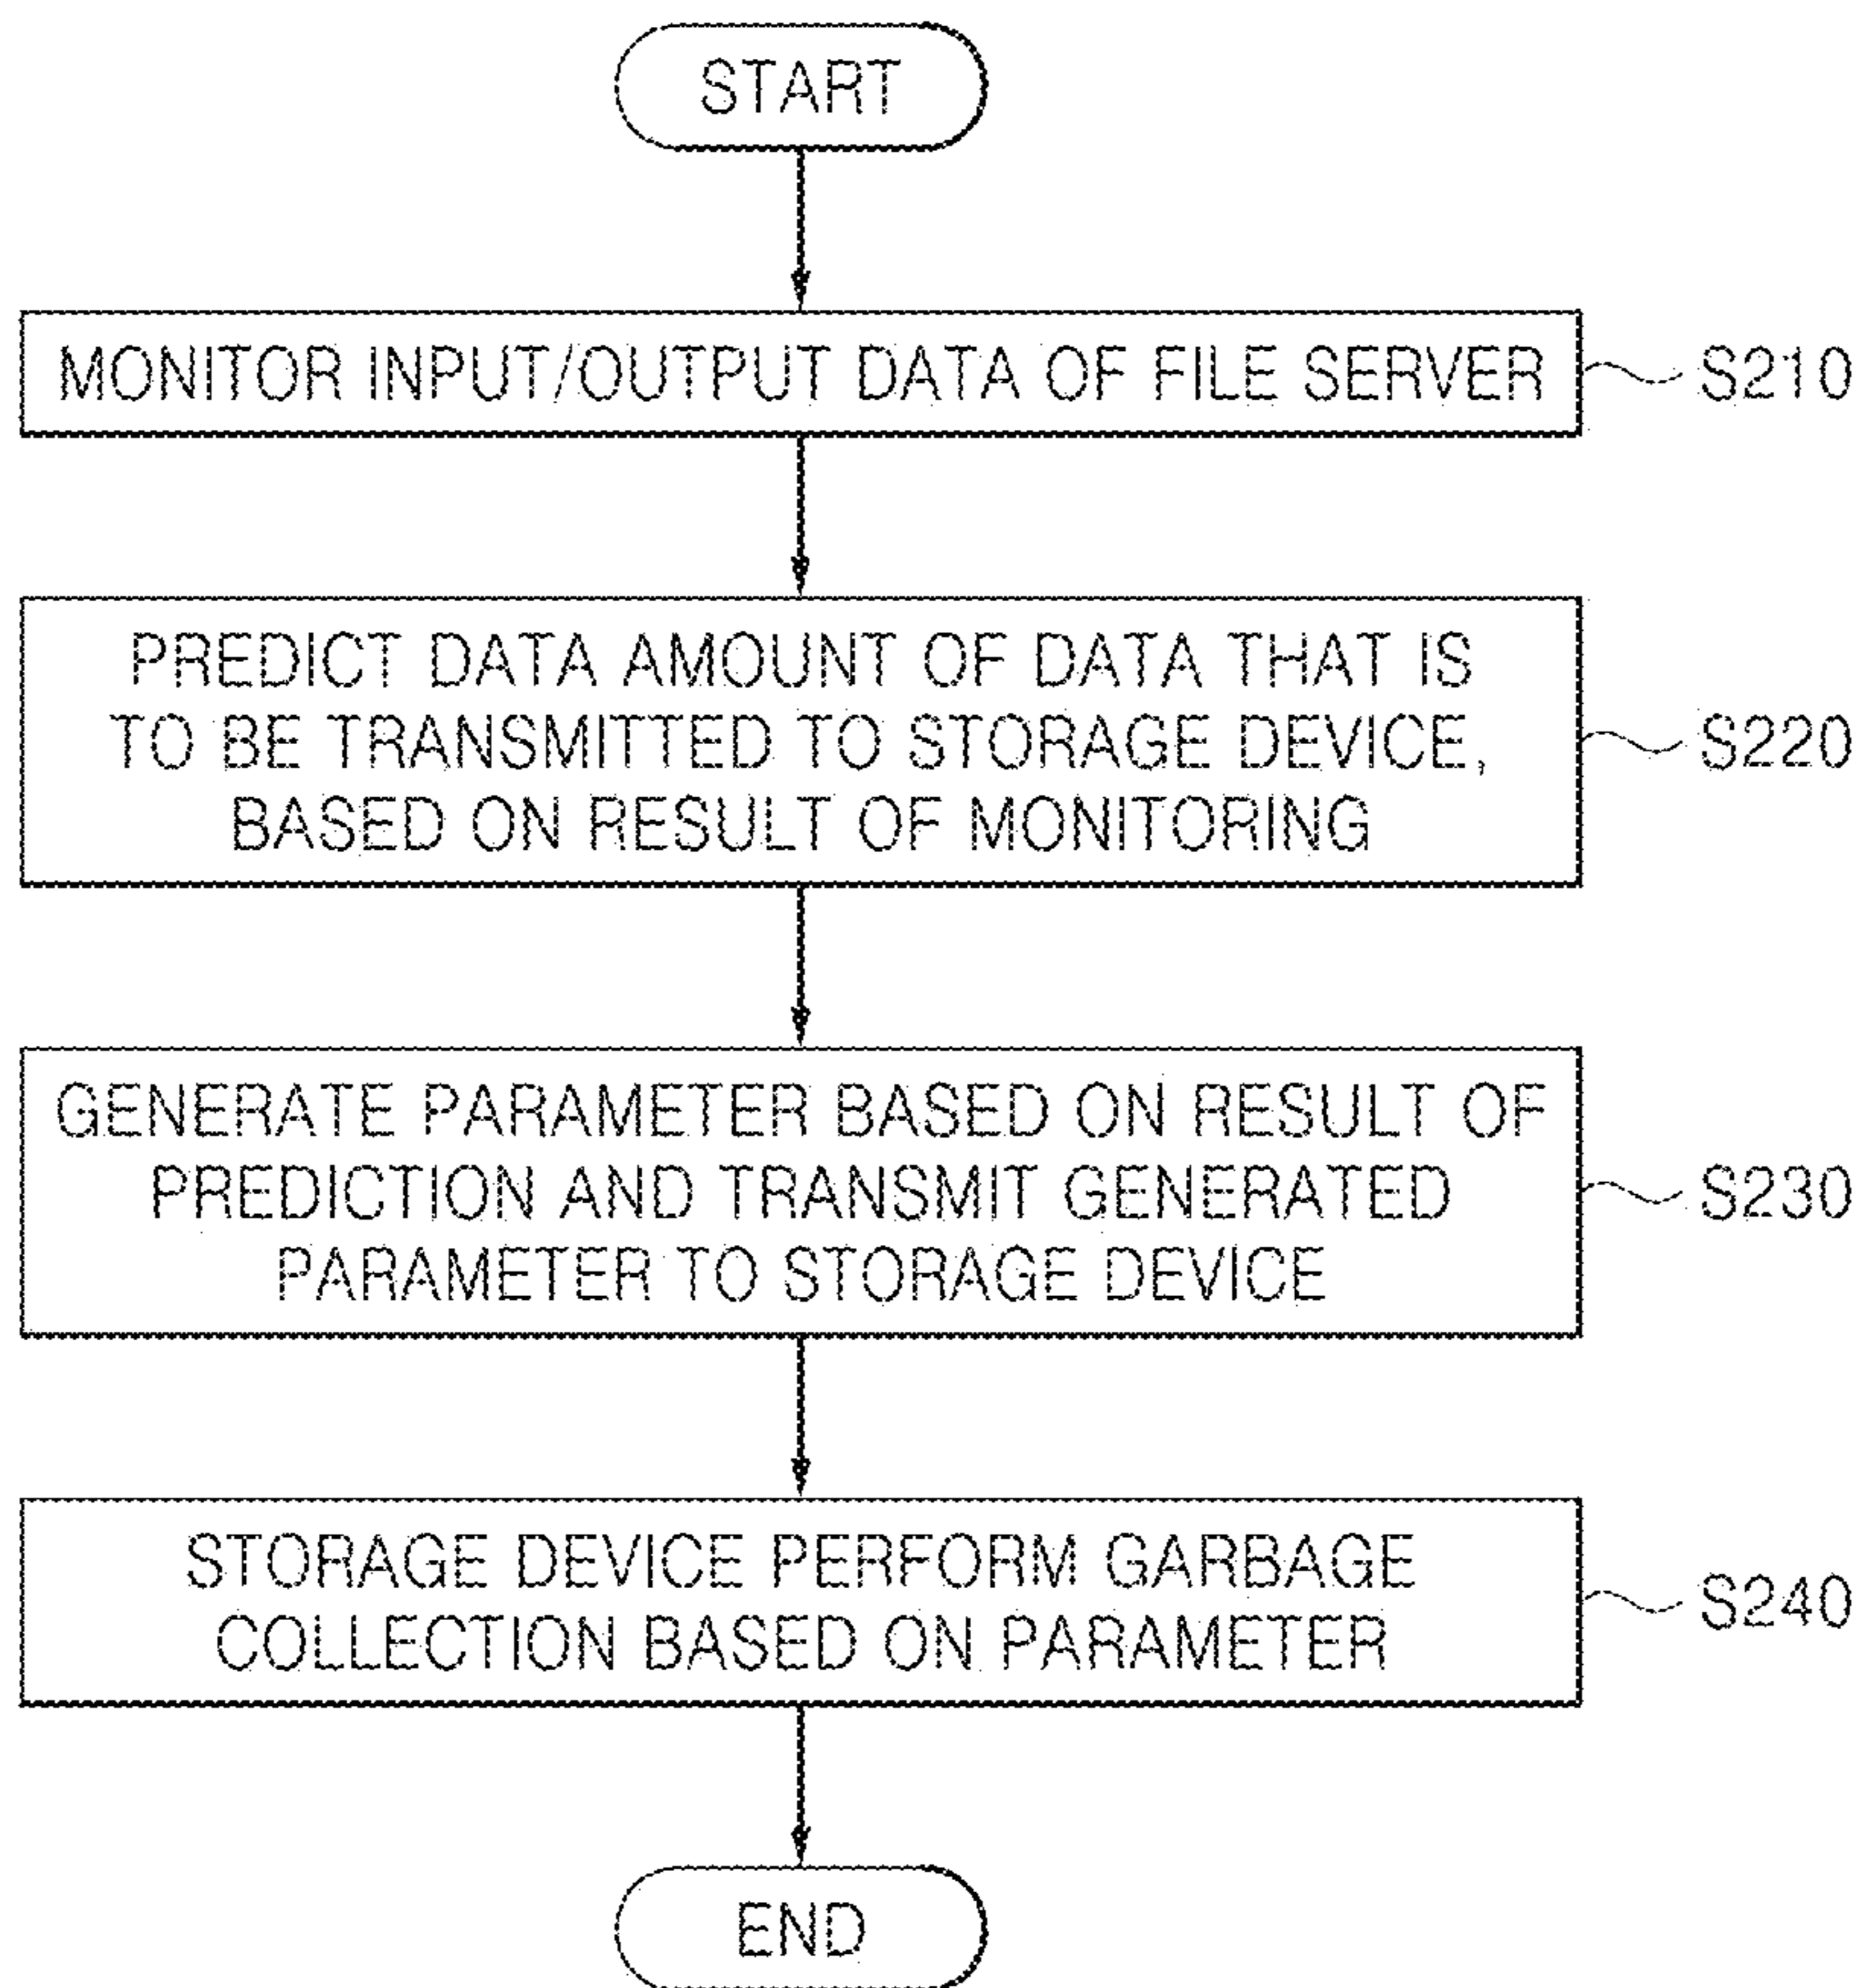 START
MONITOR INPUT/OUTPUT DATA OF FILE SERVER
S210
PREDICT DATA AMOUNT OF DATA THAT IS
TO BE TRANSMITTED TO STORAGE DEVICE,
BASED ON RESULT OF MONITORING
S220
GENERATE PARAMETER BASED ON RESULT OF
PREDICTION AND TRANSMIT GENERATED
PARAMETER TO STORAGE DEVICE
S230
STORAGE DEVICE PERFORM GARBAGE
COLLECTION BASED ON PARAMETER
S240
END